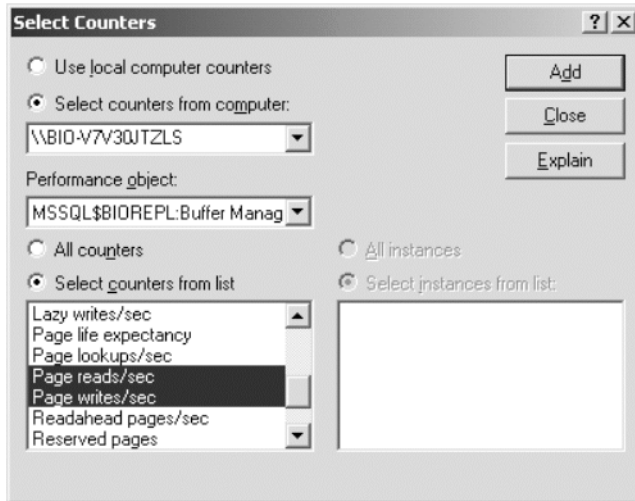 Select Counters
Use local computer counters
Select counters from computer:
\\BIO-V7V30JTZLS
Performance object:
MSSQL$BIOREPL:Buffer Manag
All counters
Select counters from list
Lazy writes/sec
Page life expectancy
Page lookups/sec
Page reads/sec
Page writes/sec
Readahead pages/sec
Reserved pages
All instances
Select instances from list:
Add
Close
Explain